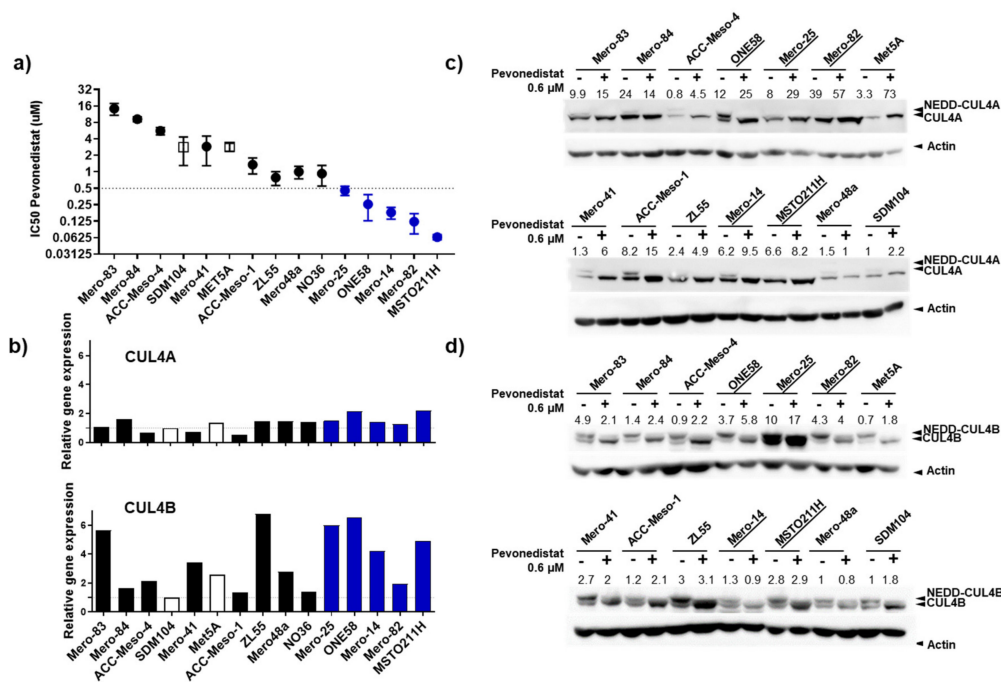 a)
IC50 Pevonedistat (uM)
32
16
8
4
2
1
0.5
0.25
0.125
0.0625
0.03125
Mero-83
Mero-84
ACC-Meso-4
SDM104
Mero-41
MET5A
ACC-Meso-1
ZL55
Mero48a
NO36
Mero-25
ONE58
Mero-14
Mero-82
MSTO211H
b)
CUL4A
Relative gene expression
6
4
2
CUL4B
Relative gene expression
6
4
2
Mero-83
Mero-84
ACC-Meso-4
SDM104
Mero-41
Met5A
ACC-Meso-1
ZL55
Mero48a
NO36
Mero-25
ONE58
Mero-14
Mero-82
MSTO211H
c)
Mero-83 Mero-84 ACC-Meso-4 ONE58 Mero-25 Mero-82 Met5A
Pevonedistat - + - + - + - + - + - + - +
0.6 µM
9.9 15 24 14 0.8 4.5 12 25 8 29 39 57 3.3 73
NEDD-CUL4A
CUL4A
Actin
Mero-41 ACC-Meso-1 ZL55 Mero-14 MSTO211H Mero-48a SDM104
Pevonedistat - + - + - + - + - + - + - +
0.6 µM
1.3 6 8.2 15 2.4 4.9 6.2 9.5 6.6 8.2 1.5 1 1 2.2
NEDD-CUL4A
CUL4A
Actin
d)
Mero-83 Mero-84 ACC-Meso-4 ONE58 Mero-25 Mero-82 Met5A
Pevonedistat - + - + - + - + - + - + - +
0.6 µM
4.9 2.1 1.4 2.4 0.9 2.2 3.7 5.8 10 17 4.3 4 0.7 1.8
NEDD-CUL4B
CUL4B
Actin
Mero-41 ACC-Meso-1 ZL55 Mero-14 MSTO211H Mero-48a SDM104
Pevonedistat - + - + - + - + - + - + - +
0.6 µM
2.7 2 1.2 2.1 3 3.1 1.3 0.9 2.8 2.9 1 0.8 1 1.8
NEDD-CUL4B
CUL4B
Actin